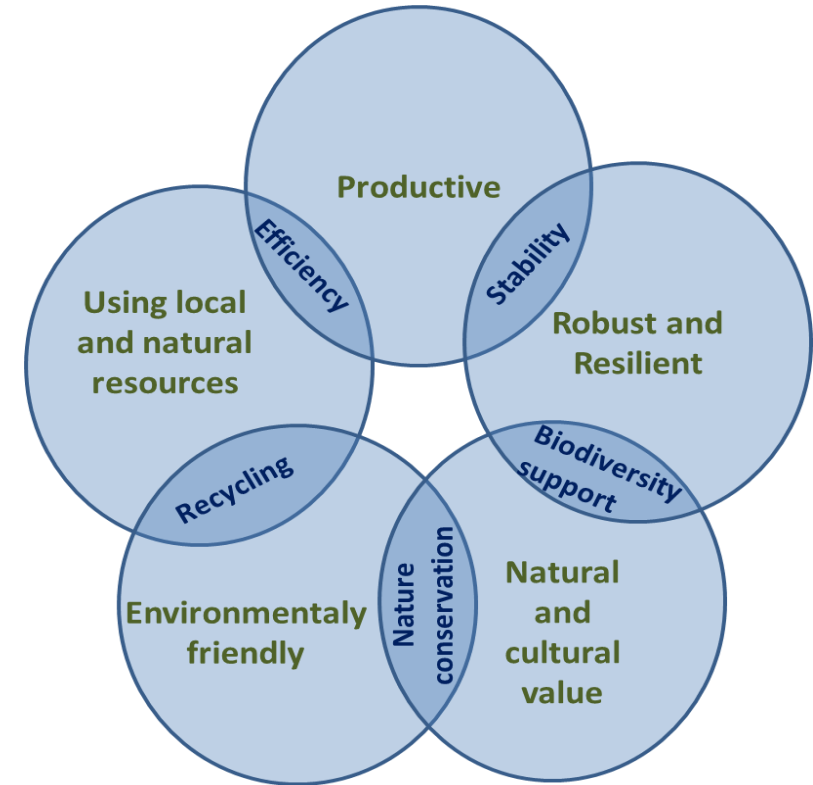 Productive
Efficiency
Stability
Using local
and natural
resources
Robust and
Resilient
Recycling
Biodiversity
support
Nature
conservation
Environmentaly
friendly
Natural
and
cultural
value